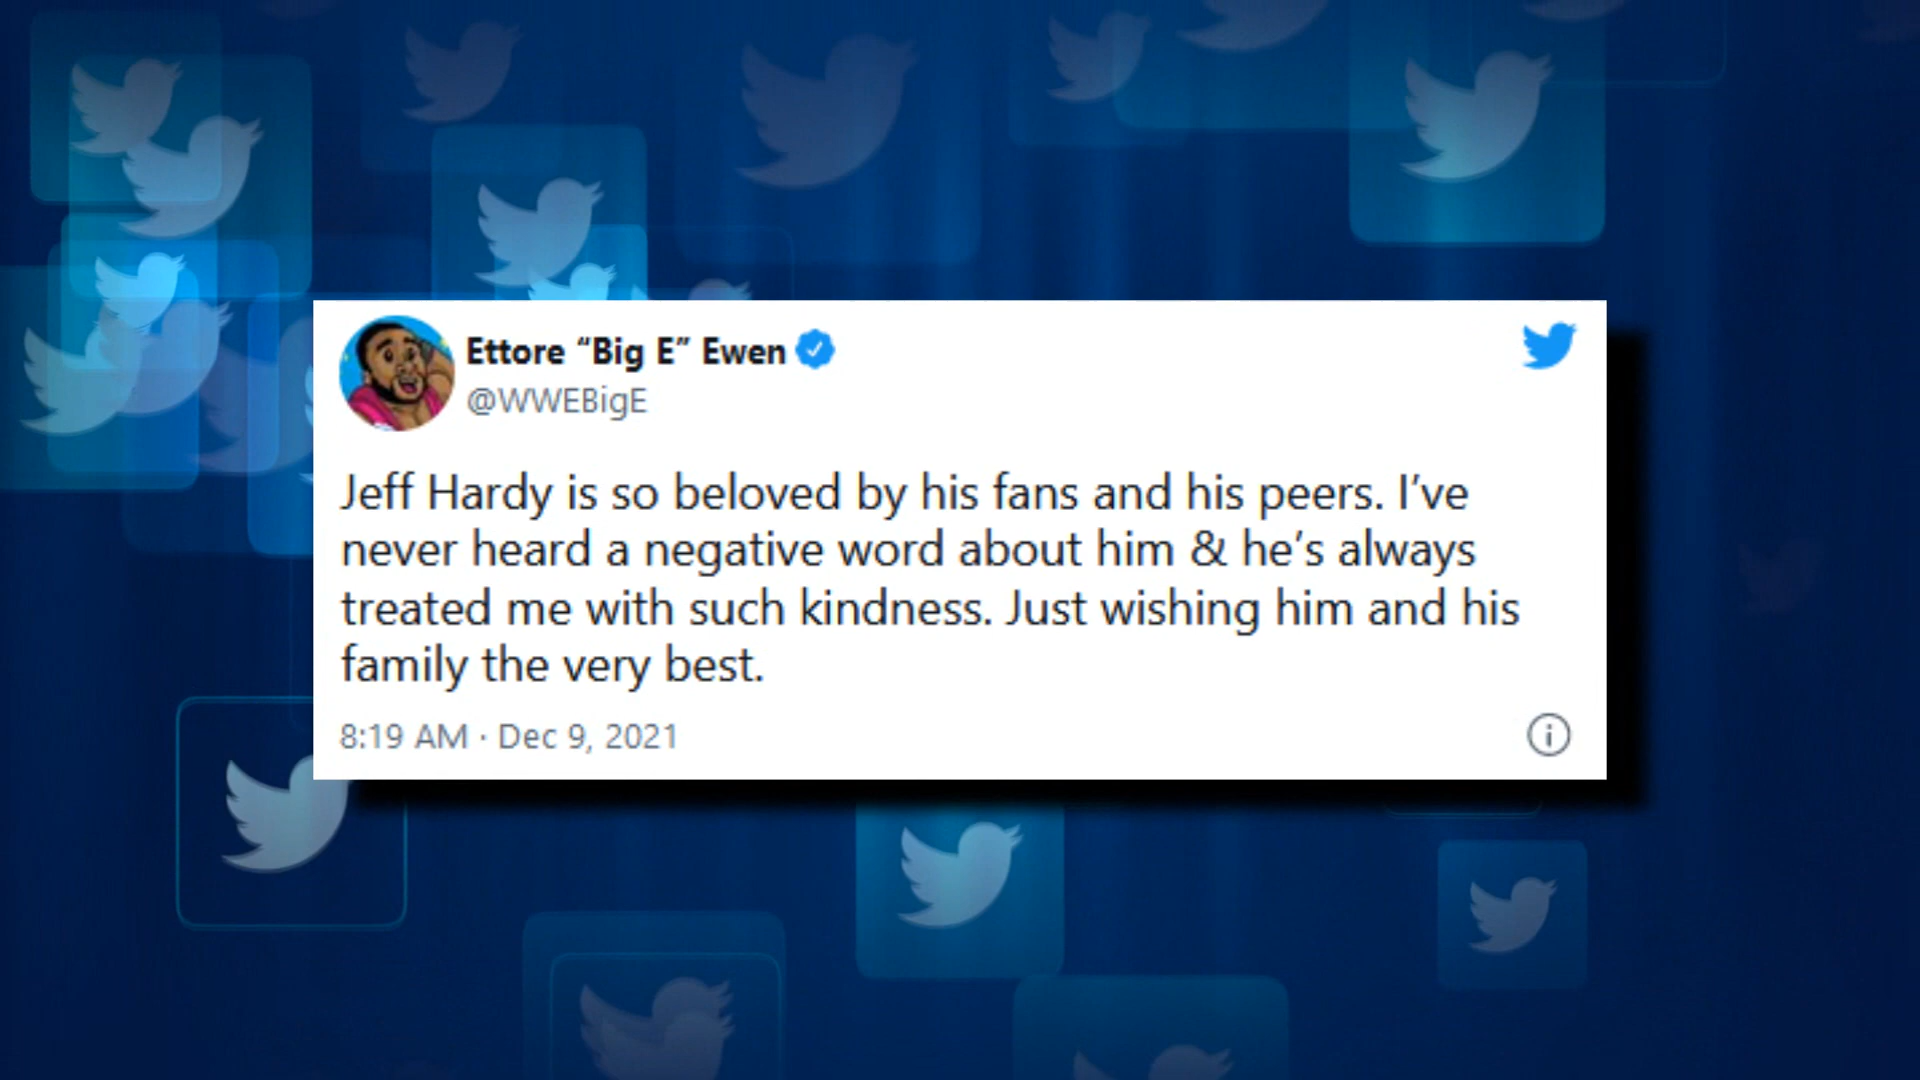 Ettore “Big E” Ewen
@WWEBigE
Jeff Hardy is so beloved by his fans and his peers. I’ve
never heard a negative word about him & he’s always
treated me with such kindness. Just wishing him and his
family the very best.
8:19 AM · Dec 9, 2021